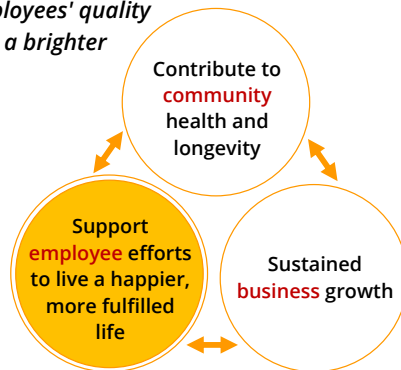 ployees' quality
a brighter
Contribute to
community
health and
longevity
Support
employee efforts
to live a happier,
more fulfilled
life
Sustained
business growth